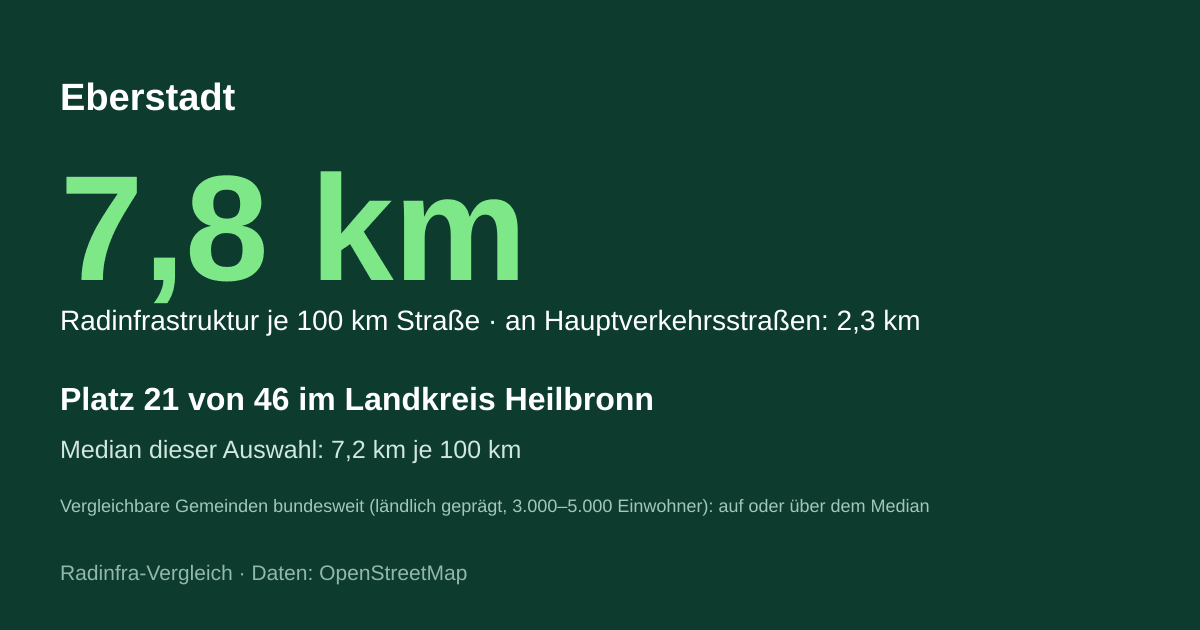 Eberstadt
7,8 km
Radinfrastruktur je 100 km Straße · an Hauptverkehrsstraßen: 2,3 km
Platz 21 von 46 im Landkreis Heilbronn
Median dieser Auswahl: 7,2 km je 100 km
Vergleichbare Gemeinden bundesweit (ländlich geprägt, 3.000–5.000 Einwohner): auf oder über dem Median
Radinfra-Vergleich · Daten: OpenStreetMap